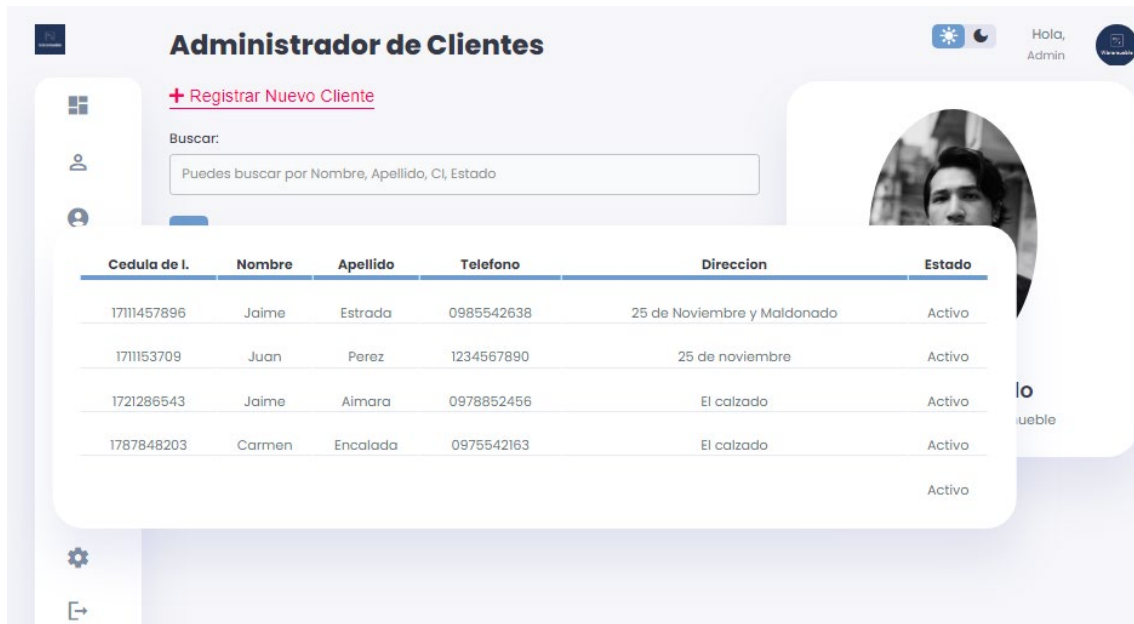 Administrador de Clientes
Hola,
Admin
+ Registrar Nuevo Cliente
Buscar:
Puedes buscar por Nombre, Apellido, CI, Estado
Cedula de I. Nombre Apellido Telefono Direccion Estado
17111457896 Jaime Estrada 0985542638 25 de Noviembre y Maldonado Activo
1711153709 Juan Perez 1234567890 25 de noviembre Activo
1721286543 Jaime Aimara 0978852456 El calzado Activo
1787848203 Carmen Encalada 0975542163 El calzado Activo
Activo
lo
ueble